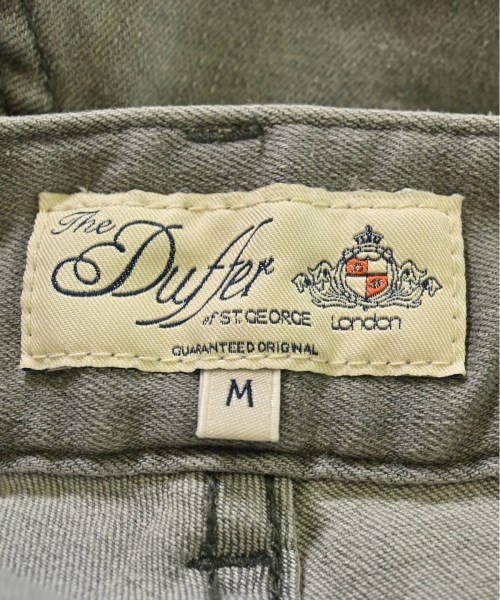 The
Duffer
of ST. GEORGE
London
GUARANTEED ORIGINAL
M